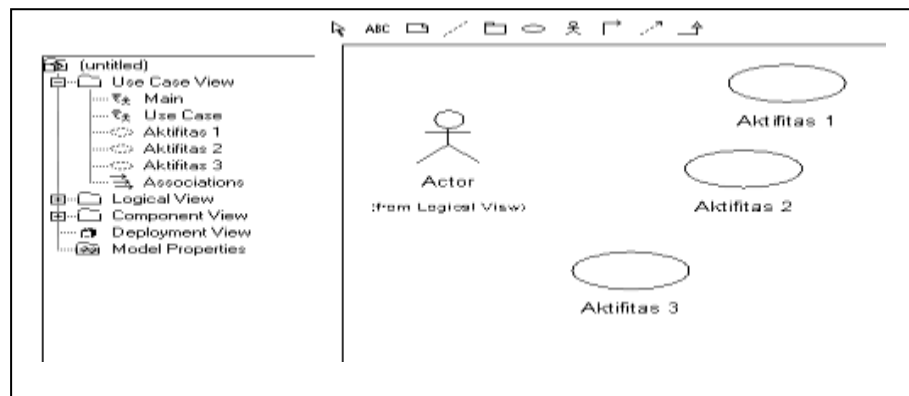 ABC
(untitled)
Use Case View
Main
Use Case
Aktifitas 1
Aktifitas 2
Aktifitas 3
Associations
Logical View
Component View
Deployment View
Model Properties
Aktifitas 1
Actor
(from Logical View)
Aktifitas 2
Aktifitas 3